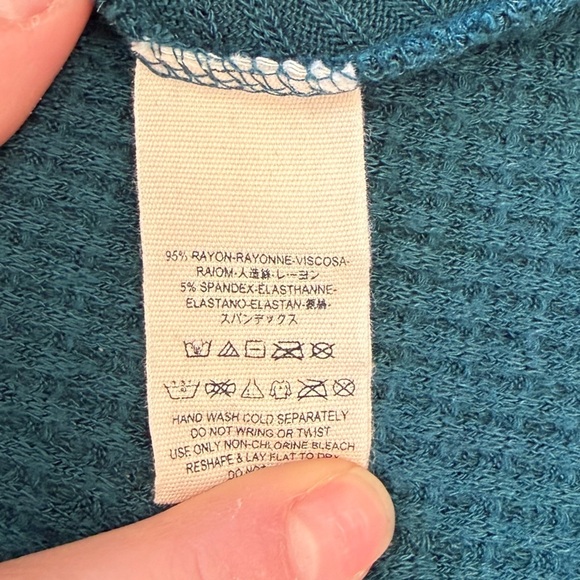 95% RAYON-RAYONNE-VISCOSA-
RAIOM-人造絲-レーヨン
5% SPANDEX-ELASTHANNE-
ELASTANO-ELASTAN-
スパンデックス
HAND WASH COLD SEPARATELY
DO NOT WRING OR TWIST
USE ONLY NON-CHLORINE BLEACH
RESHAPE & LAY FLAT TO DRY
DO NOT